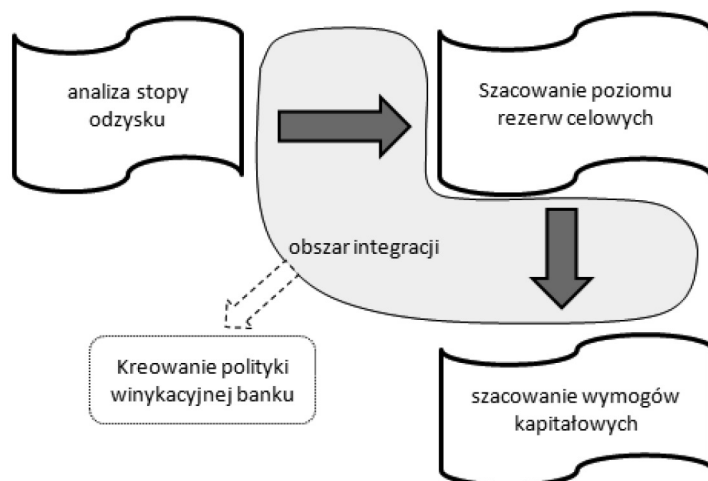 analiza stopy
odzysku
Szacowanie poziomu
rezerw celowych
obszar integracji
Kreowanie polityki
winykacyjnej banku
szacowanie wymogów
kapitałowych